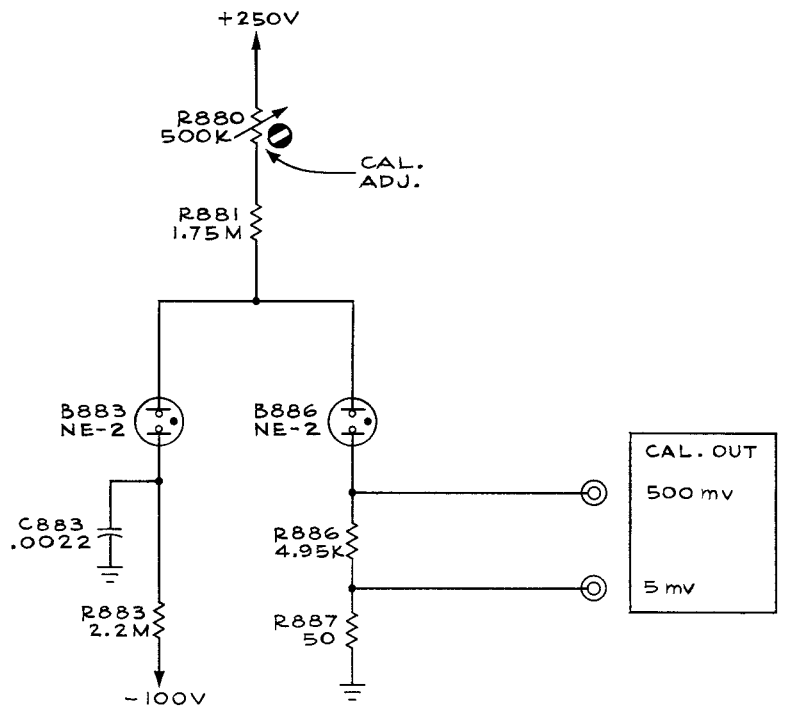 +250V
R880
500K
CAL.
ADJ.
R881
1.75M
B883
NE-2
B886
NE-2
CAL. OUT
500 mv
C883
.0022
R886
4.95K
5 mv
R883
2.2M
R887
50
-100V